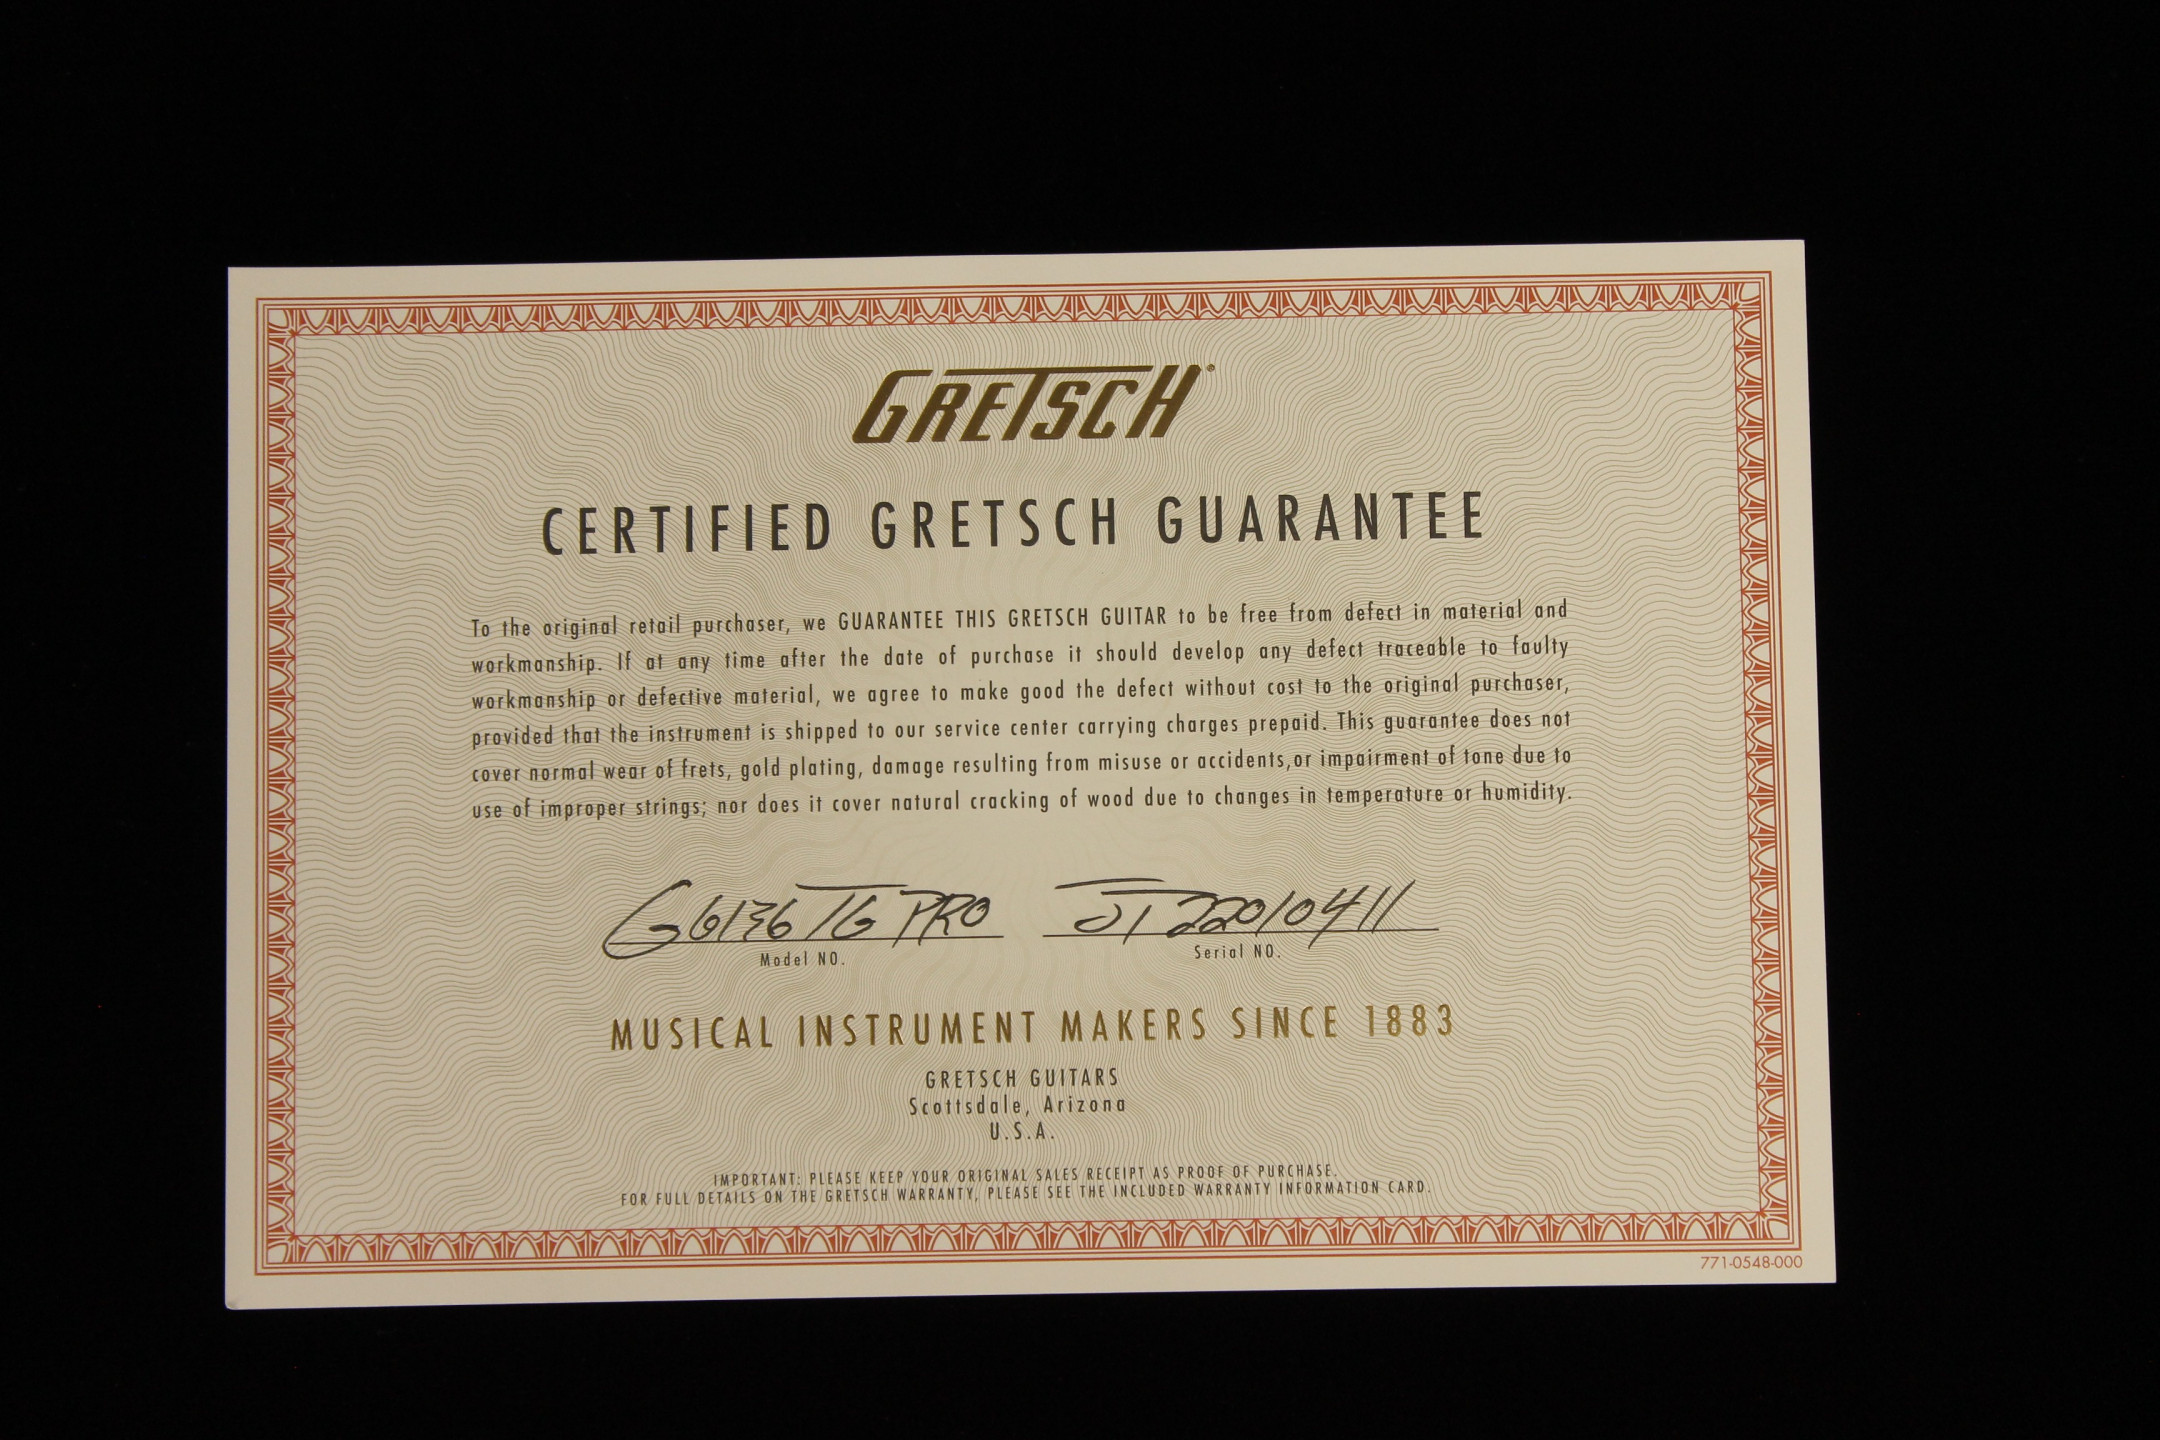 GRETSCH®
CERTIFIED GRETSCH GUARANTEE
To the original retail purchaser, we GUARANTEE THIS GRETSCH GUITAR to be free from defect in material and
workmanship. If at any time after the date of purchase it should develop any defect traceable to faulty
workmanship or defective material, we agree to make good the defect without cost to the original purchaser,
provided that the instrument is shipped to our service center carrying charges prepaid. This guarantee does not
cover normal wear of frets, gold plating, damage resulting from misuse or accidents,or impairment of tone due to
use of improper strings; nor does it cover natural cracking of wood due to changes in temperature or humidity.
G6136TG PRO JT22010411
Model NO. Serial NO.
MUSICAL INSTRUMENT MAKERS SINCE 1883
GRETSCH GUITARS
Scottsdale, Arizona
U.S.A.
IMPORTANT: PLEASE KEEP YOUR ORIGINAL SALES RECEIPT AS PROOF OF PURCHASE.
FOR FULL DETAILS ON THE GRETSCH WARRANTY, PLEASE SEE THE INCLUDED WARRANTY INFORMATION CARD.
771-0548-000